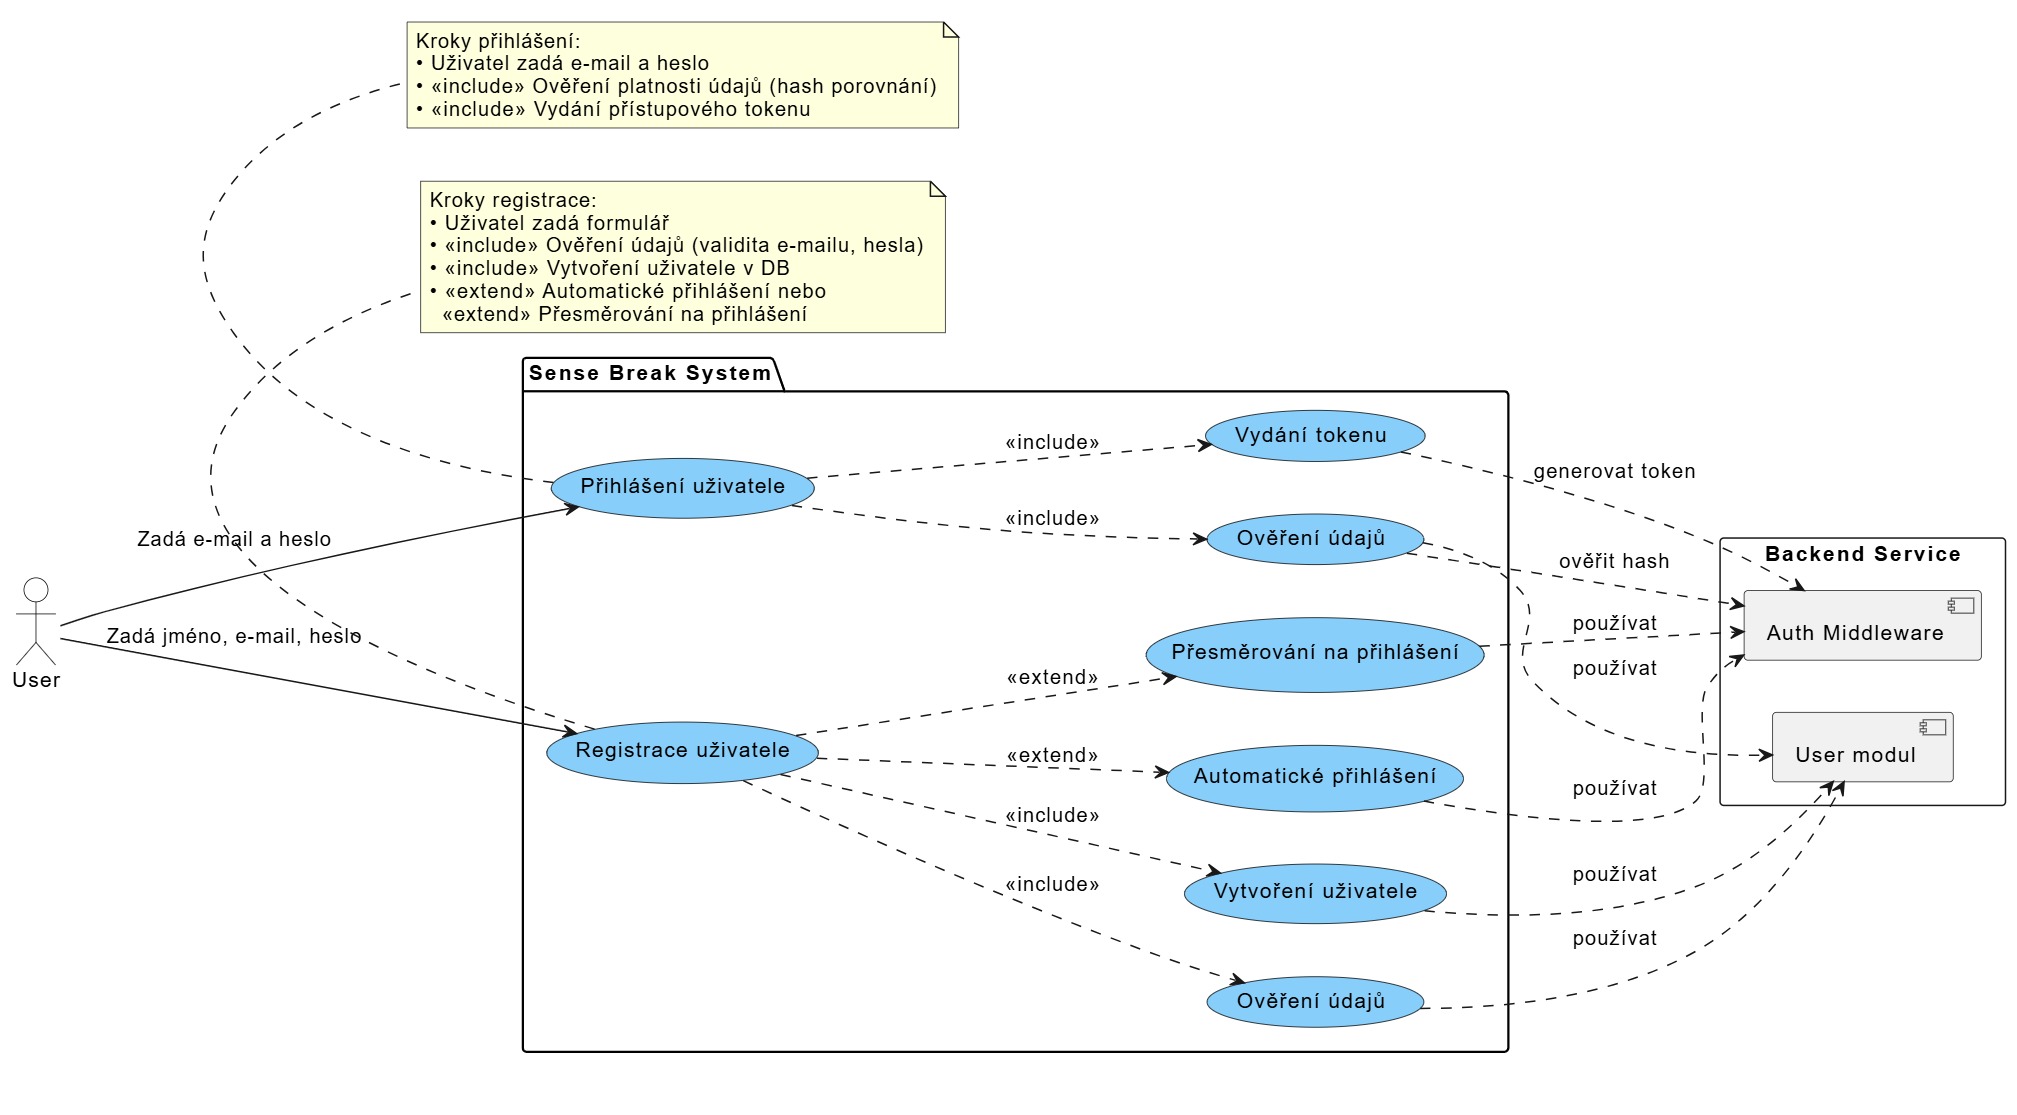 Kroky přihlášení:
• Uživatel zadá e-mail a heslo
• «include» Ověření platnosti údajů (hash porovnání)
• «include» Vydání přístupového tokenu
Kroky registrace:
• Uživatel zadá formulář
• «include» Ověření údajů (validita e-mailu, hesla)
• «include» Vytvoření uživatele v DB
• «extend» Automatické přihlášení nebo
«extend» Přesměrování na přihlášení
Sense Break System
Vydání tokenu
«include»
generovat token
Přihlášení uživatele
«include»
Ověření údajů
Zadá e-mail a heslo
Backend Service
ověřit hash
používat
Auth Middleware
Zadá jméno, e-mail, heslo
Přesměrování na přihlášení
používat
User
«extend»
Registrace uživatele
«extend»
User modul
Automatické přihlášení
používat
«include»
používat
Vytvoření uživatele
«include»
používat
Ověření údajů